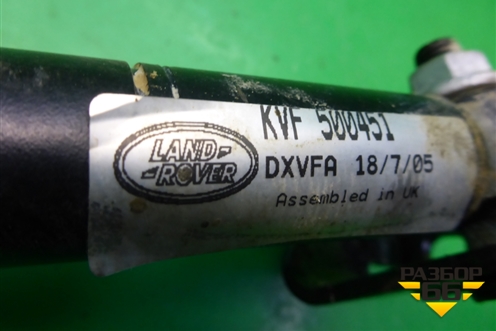 KVF 500451
LAND-
-ROVER
DXVFA 18/7/05
Assembled in UK
РАЗБОР
66